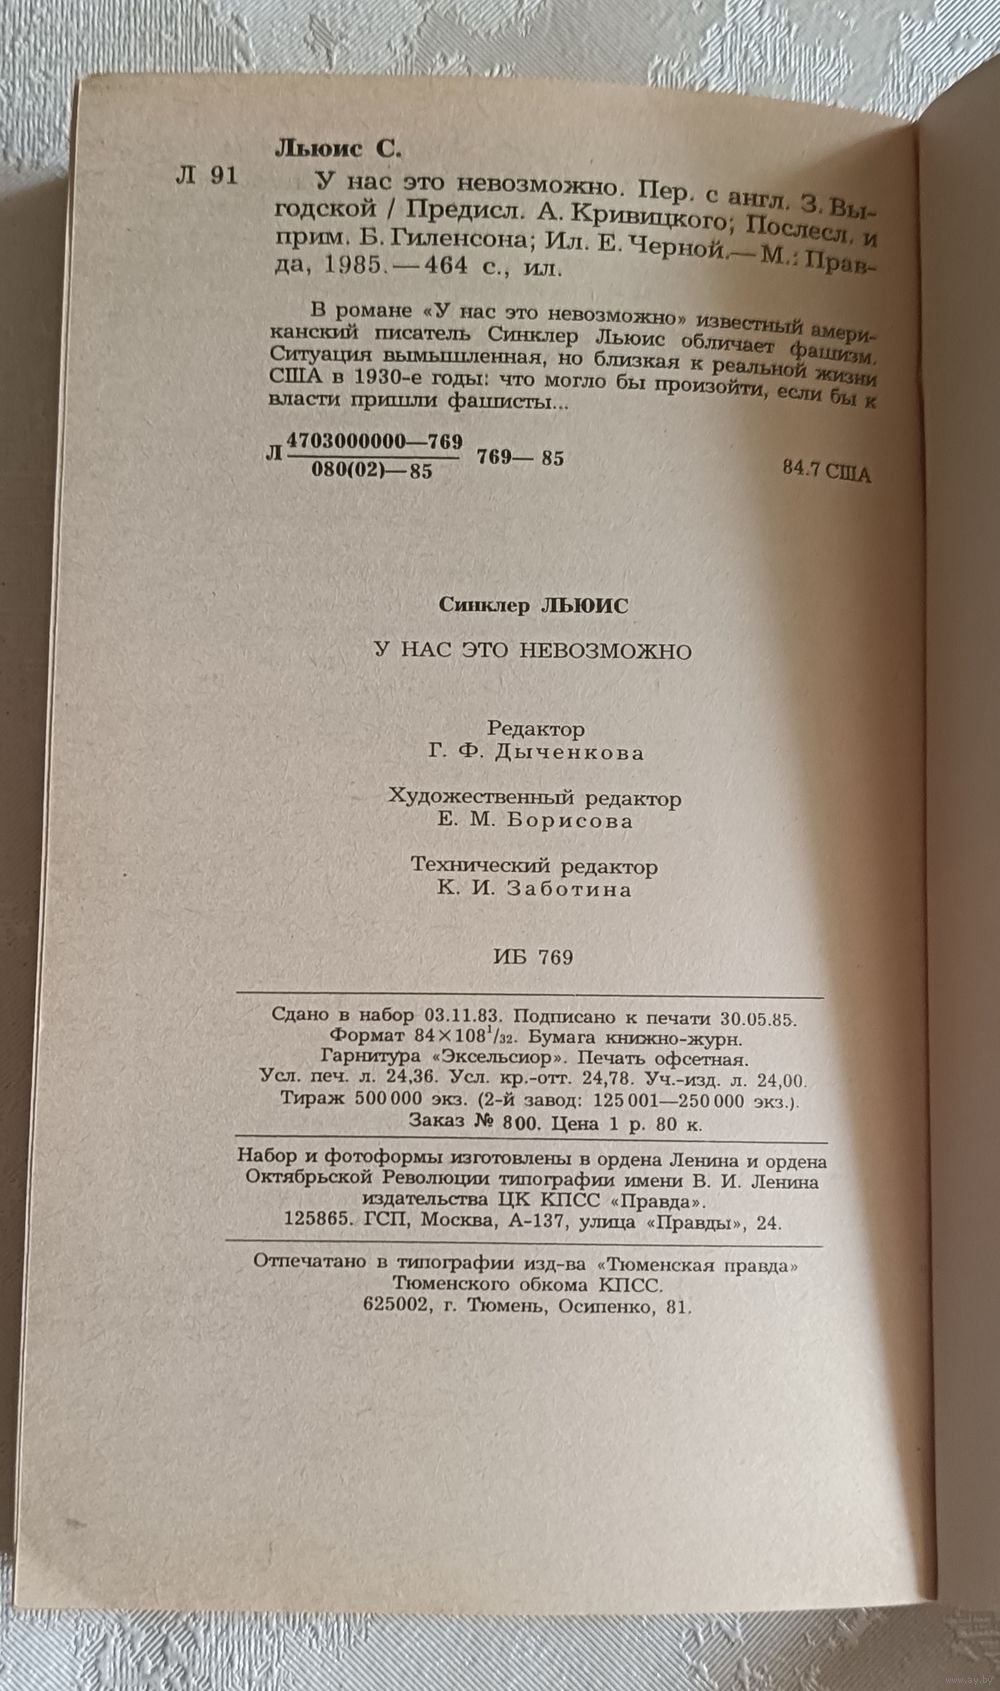 Льюис С.
Л 91
У нас это невозможно. Пер. с англ. З. Вы-
годской / Предисл. А. Кривицкого; Послесл. и
прим. Б. Гиленсона; Ил. Е. Черной.— М.: Прав-
да, 1985. — 464 с., ил.
В романе «У нас это невозможно» известный амери-
канский писатель Синклер Льюис обличает фашизм.
Ситуация вымышленная, но близкая к реальной жизни
США в 1930-е годы: что могло бы произойти, если бы к
власти пришли фашисты...
Л 4703000000—769
080(02)—85
769— 85
84.7 США
Синклер ЛЬЮИС
У НАС ЭТО НЕВОЗМОЖНО
Редактор
Г. Ф. Дыченкова
Художественный редактор
Е. М. Борисова
Технический редактор
К. И. Заботина
ИБ 769
Сдано в набор 03.11.83. Подписано к печати 30.05.85.
Формат 84×108¹/₃₂. Бумага книжно-журн.
Гарнитура «Эксельсиор». Печать офсетная.
Усл. печ. л. 24,36. Усл. кр.-отт. 24,78. Уч.-изд. л. 24,00.
Тираж 500 000 экз. (2-й завод: 125 001—250 000 экз.).
Заказ № 800. Цена 1 р. 80 к.
Набор и фотоформы изготовлены в ордена Ленина и ордена
Октябрьской Революции типографии имени В. И. Ленина
издательства ЦК КПСС «Правда».
125865. ГСП, Москва, А-137, улица «Правды», 24.
Отпечатано в типографии изд-ва «Тюменская правда»
Тюменского обкома КПСС.
625002, г. Тюмень, Осипенко, 81.
www.ay.by